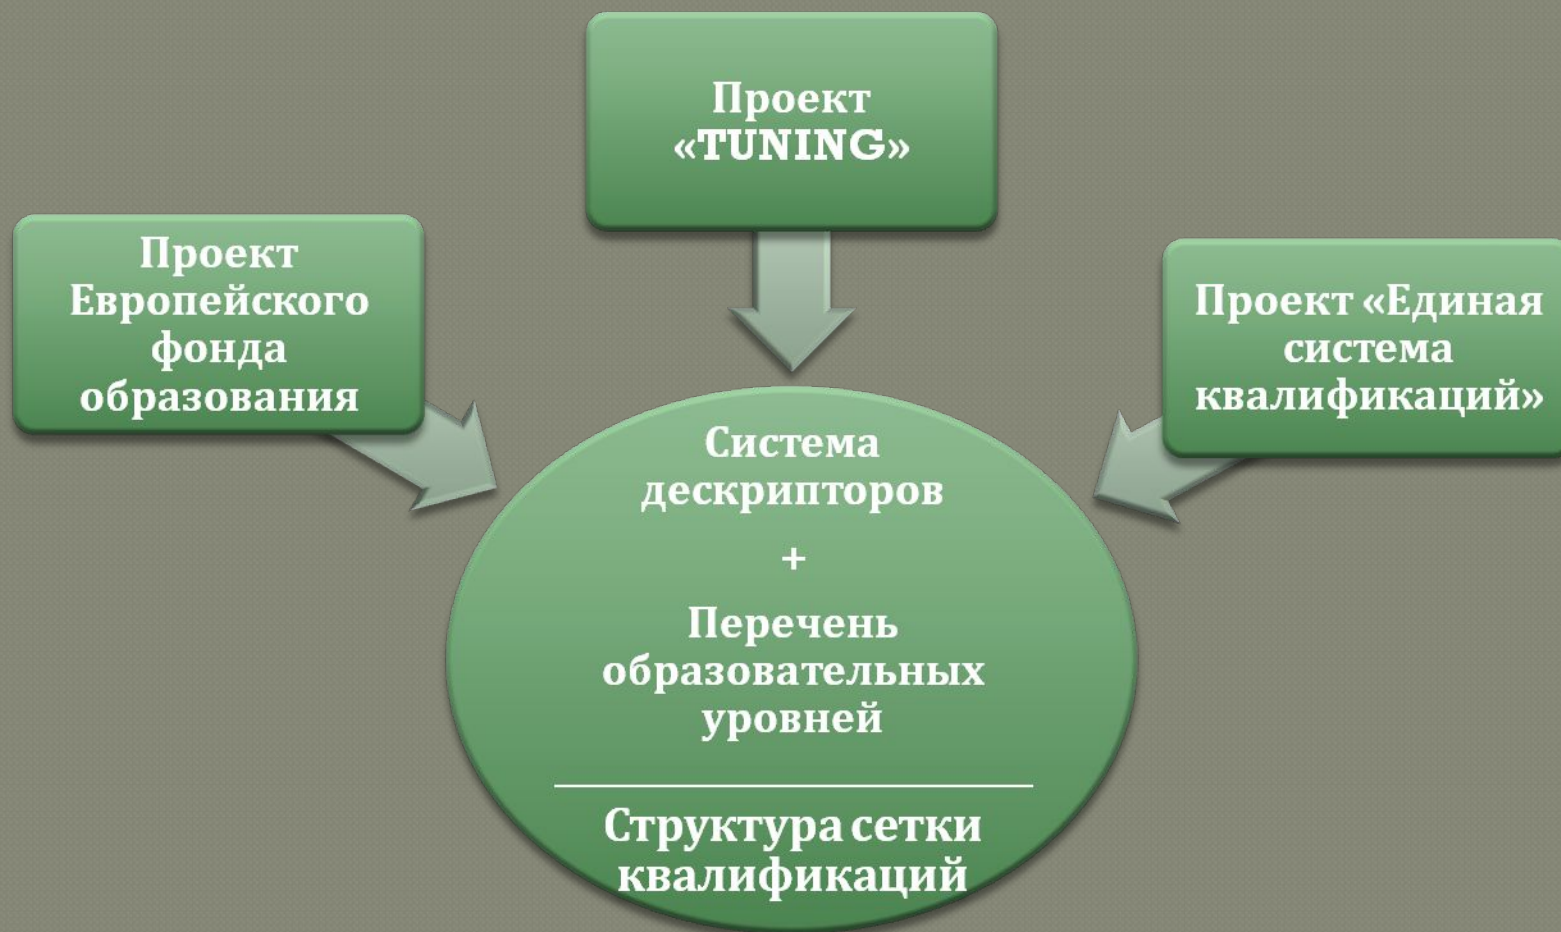 Проект
«TUNING»
Проект
Европейского
фонда
образования
Проект «Единая
система
квалификаций»
Система
дескрипторов
+
Перечень
образовательных
уровней
Структура сетки
квалификаций